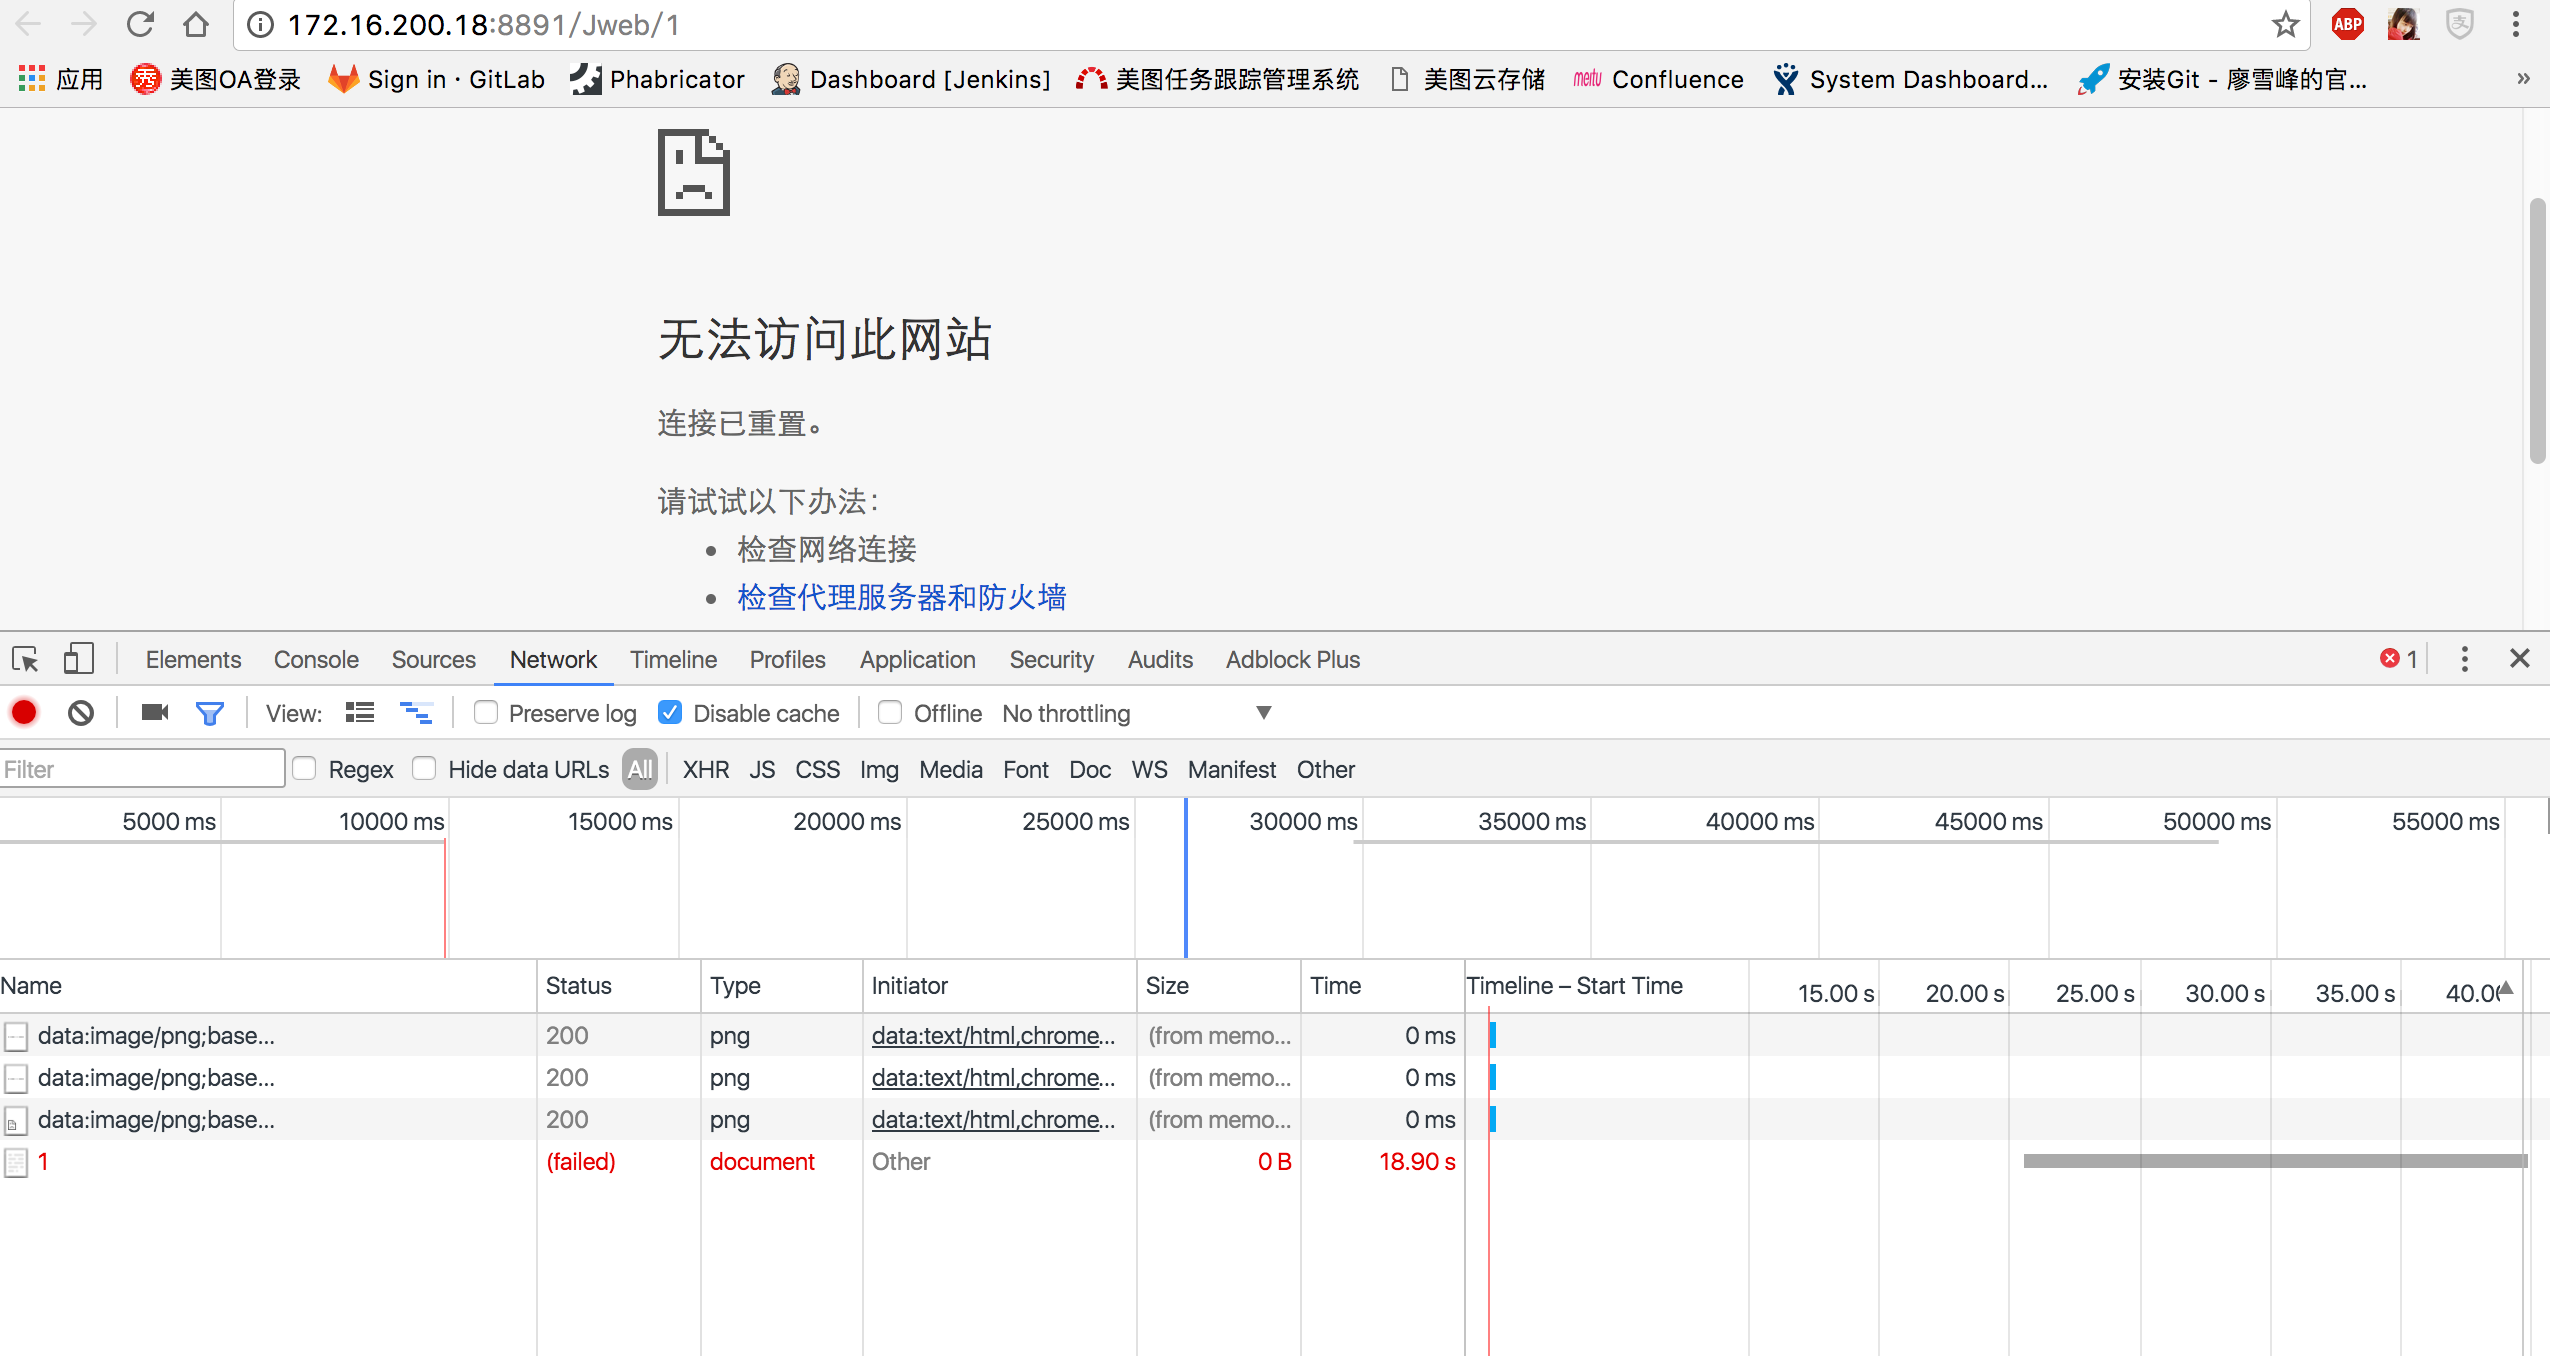 172.16.200.18:8891/Jweb/1
ABP
应用 秀 美图OA登录 Sign in · GitLab Phabricator Dashboard [Jenkins] 美图任务跟踪管理系统 美图云存储 meitu Confluence System Dashboard... 安装Git - 廖雪峰的官... »
无法访问此网站
连接已重置。
请试试以下办法：
• 检查网络连接
• 检查代理服务器和防火墙
Elements Console Sources Network Timeline Profiles Application Security Audits Adblock Plus 1
View: Preserve log Disable cache Offline No throttling
Filter Regex Hide data URLs All XHR JS CSS Img Media Font Doc WS Manifest Other
5000 ms 10000 ms 15000 ms 20000 ms 25000 ms 30000 ms 35000 ms 40000 ms 45000 ms 50000 ms 55000 ms
Name Status Type Initiator Size Time Timeline – Start Time 15.00 s 20.00 s 25.00 s 30.00 s 35.00 s 40.0
data:image/png;base... 200 png data:text/html,chrome... (from memo... 0 ms
data:image/png;base... 200 png data:text/html,chrome... (from memo... 0 ms
data:image/png;base... 200 png data:text/html,chrome... (from memo... 0 ms
1 (failed) document Other 0 B 18.90 s